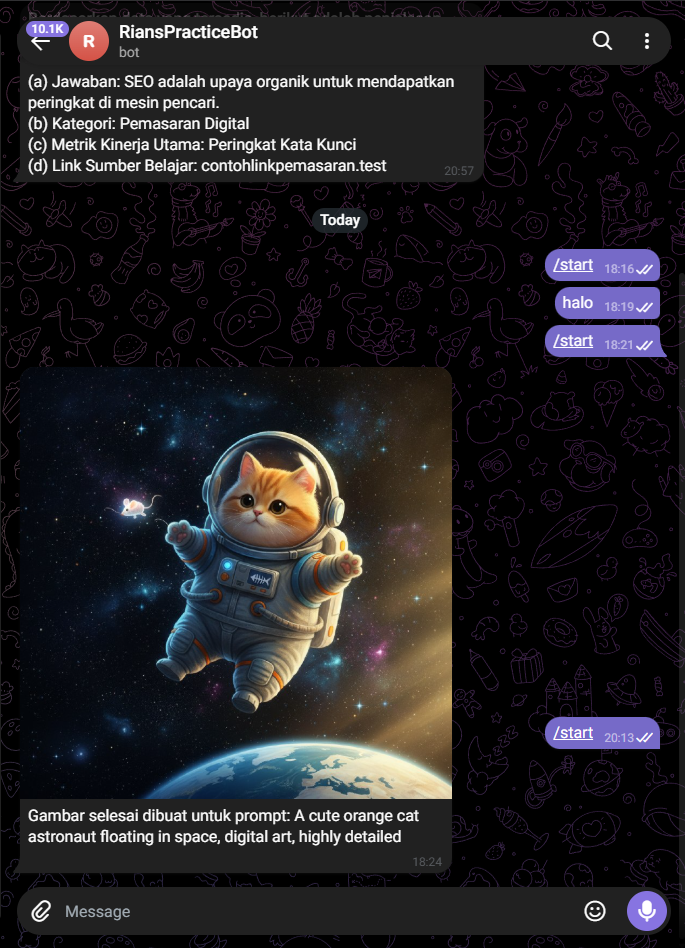 10.1K
R
RiansPracticeBot
bot
(a) Jawaban: SEO adalah upaya organik untuk mendapatkan
peringkat di mesin pencari.
(b) Kategori: Pemasaran Digital
(c) Metrik Kinerja Utama: Peringkat Kata Kunci
(d) Link Sumber Belajar: contohlinkpemasaran.test
20:57
Today
/start 18:16
halo 18:19
/start 18:21
/start 20:13
Gambar selesai dibuat untuk prompt: A cute orange cat
astronaut floating in space, digital art, highly detailed
18:24
Message